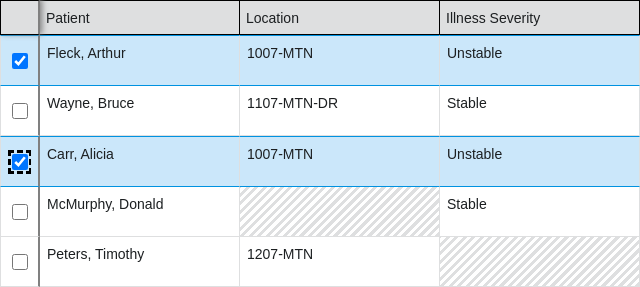 Patient Location Illness Severity
Fleck, Arthur 1007-MTN Unstable
Wayne, Bruce 1107-MTN-DR Stable
Carr, Alicia 1007-MTN Unstable
McMurphy, Donald Stable
Peters, Timothy 1207-MTN